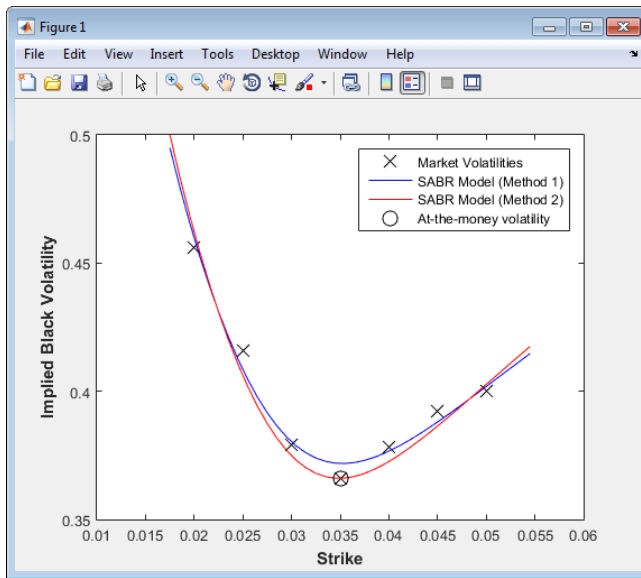 Figure 1
File Edit View Insert Tools Desktop Window Help
0.5
Market Volatilities
SABR Model (Method 1)
SABR Model (Method 2)
At-the-money volatility
0.45
Implied Black Volatility
0.4
0.35
0.01 0.015 0.02 0.025 0.03 0.035 0.04 0.045 0.05 0.055 0.06
Strike